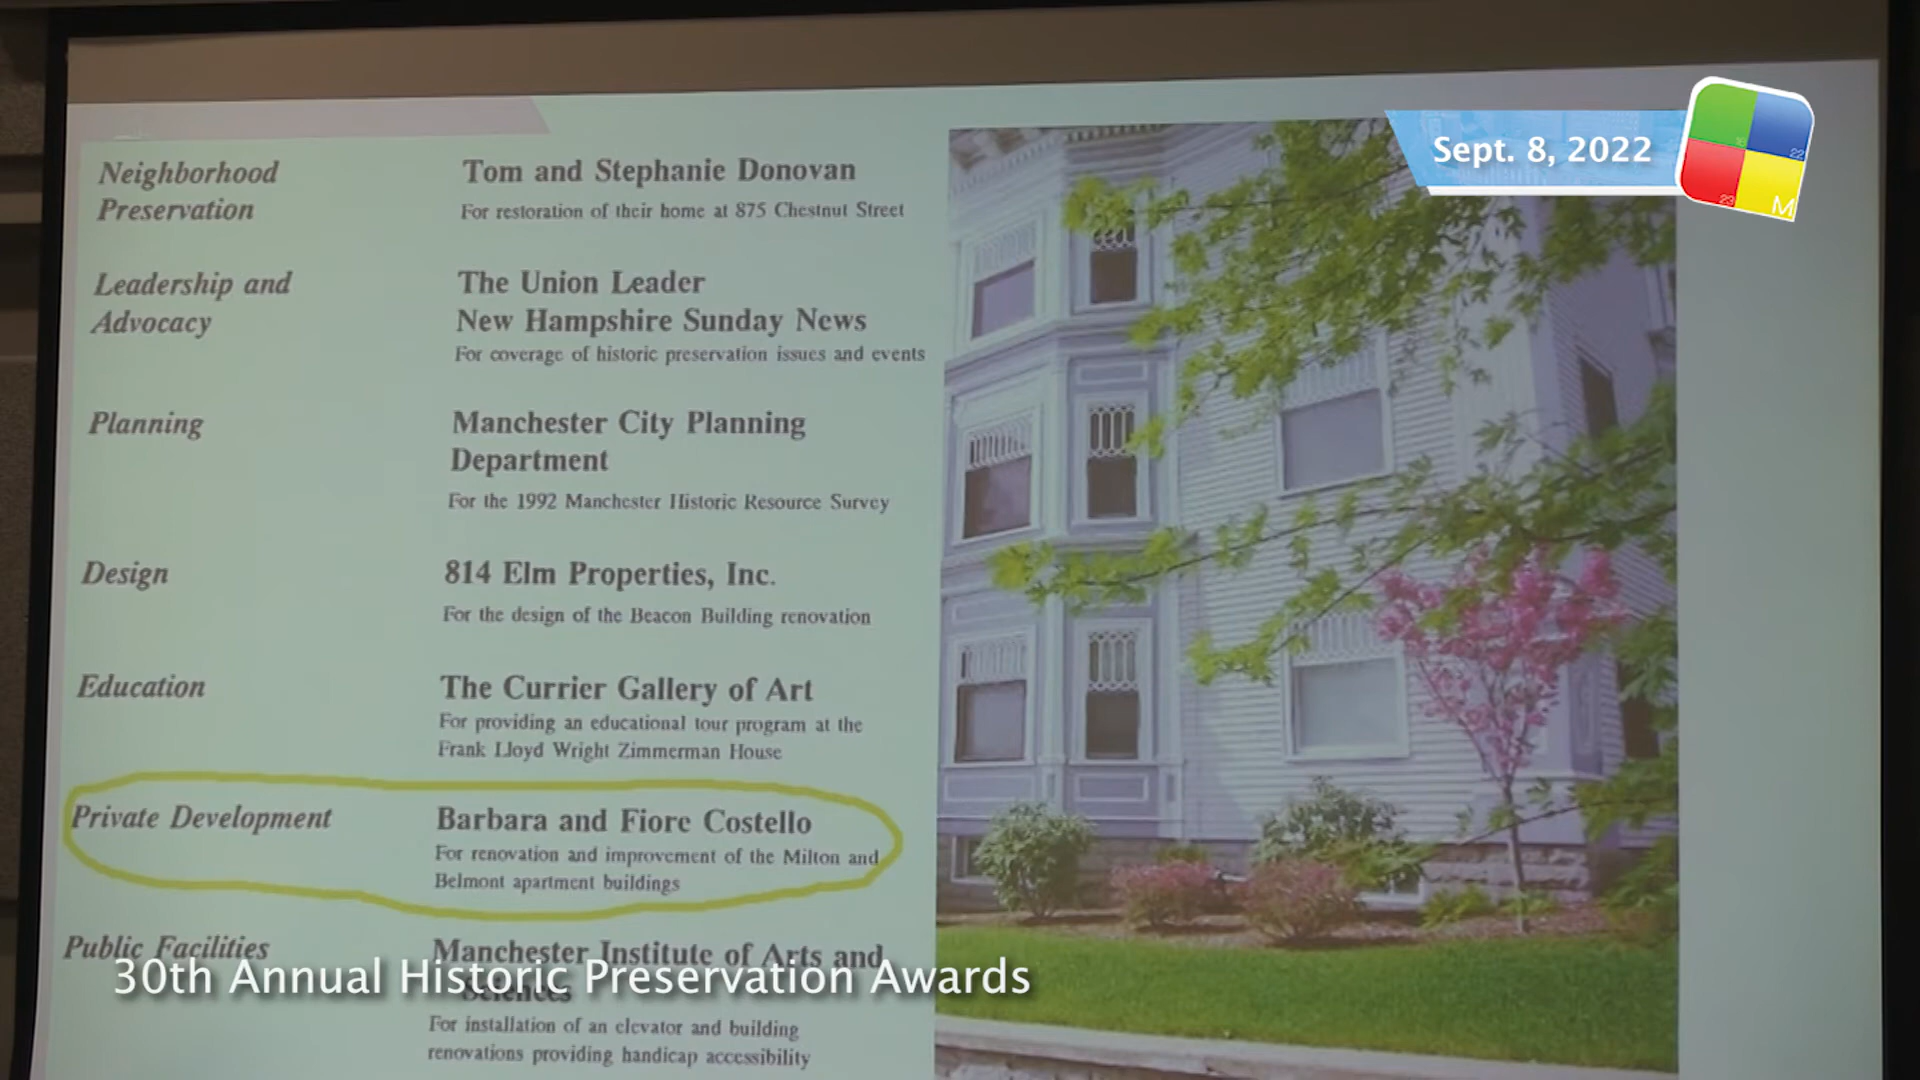 Sept. 8, 2022
Neighborhood
Preservation
Tom and Stephanie Donovan
For restoration of their home at 875 Chestnut Street
Leadership and
Advocacy
The Union Leader
New Hampshire Sunday News
For coverage of historic preservation issues and events
Planning
Manchester City Planning
Department
For the 1992 Manchester Historic Resource Survey
Design
814 Elm Properties, Inc.
For the design of the Beacon Building renovation
Education
The Currier Gallery of Art
For providing an educational tour program at the
Frank Lloyd Wright Zimmerman House
Private Development
Barbara and Fiore Costello
For renovation and improvement of the Milton and
Belmont apartment buildings
Public Facilities
Manchester Institute of Arts and
Sciences
For installation of an elevator and building
renovations providing handicap accessibility
30th Annual Historic Preservation Awards
22
23
M